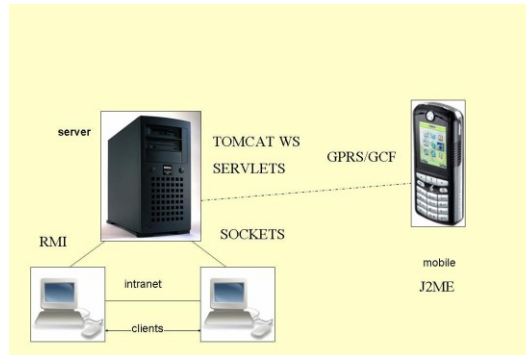 server
TOMCAT WS
SERVLETS
GPRS/GCF
SOCKETS
RMI
mobile
J2ME
intranet
clients